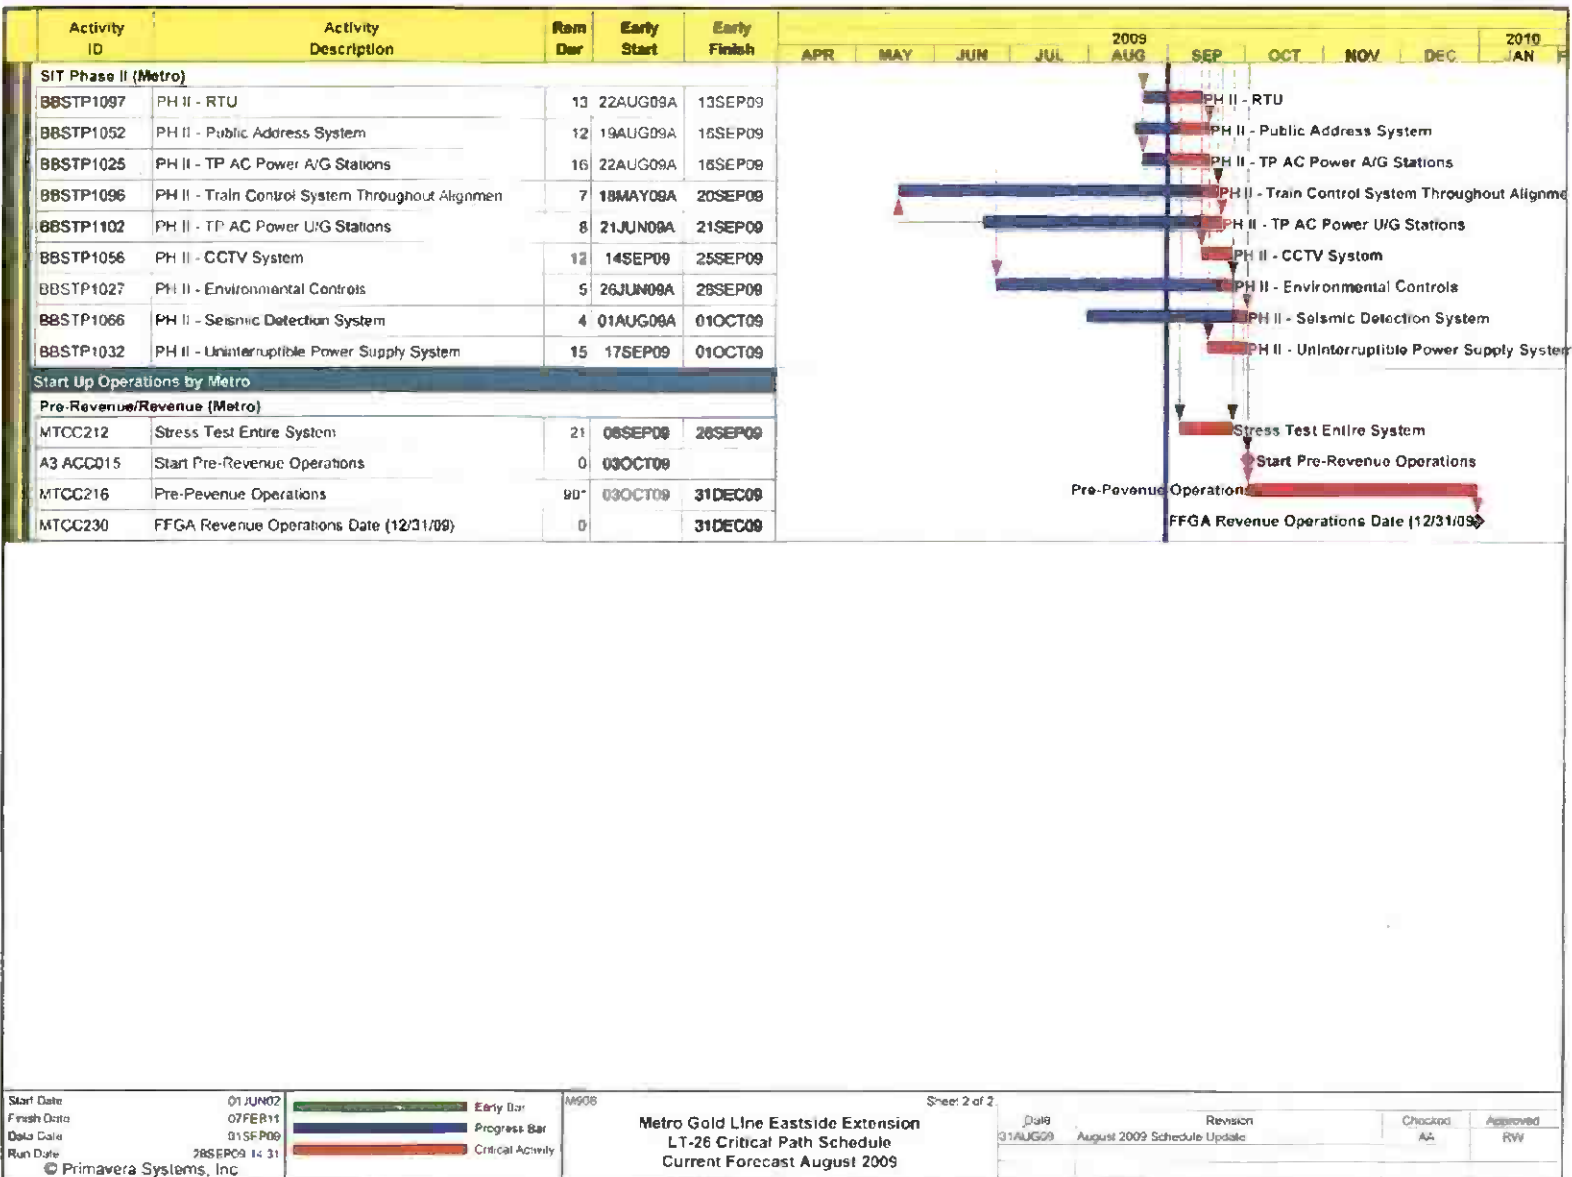 Activity ID Activity Description Rem Dur Early Start Early Finish
2009 2010
APR MAY JUN JUL AUG SEP OCT NOV DEC JAN F
SIT Phase II (Metro)
BBSTP1097 PH II - RTU 13 22AUG09A 13SEP09 PH II - RTU
BBSTP1052 PH II - Public Address System 12 19AUG09A 16SEP09 PH II - Public Address System
BBSTP1025 PH II - TP AC Power A/G Stations 16 22AUG09A 16SEP09 PH II - TP AC Power A/G Stations
BBSTP1096 PH II - Train Control System Throughout Alignmen 7 18MAY09A 20SEP09 PH II - Train Control System Throughout Alignme
BBSTP1102 PH II - TP AC Power U/G Stations 8 21JUN09A 21SEP09 PH II - TP AC Power U/G Stations
BBSTP1056 PH II - CCTV System 12 14SEP09 25SEP09 PH II - CCTV System
BBSTP1027 PH II - Environmental Controls 5 26JUN09A 26SEP09 PH II - Environmental Controls
BBSTP1066 PH II - Seismic Detection System 4 01AUG09A 01OCT09 PH II - Seismic Detection System
BBSTP1032 PH II - Uninterruptible Power Supply System 15 17SEP09 01OCT09 PH II - Uninterruptible Power Supply System
Start Up Operations by Metro
Pre-Revenue/Revenue (Metro)
MTCC212 Stress Test Entire System 21 06SEP09 26SEP09 Stress Test Entire System
A3 ACC015 Start Pre-Revenue Operations 0 03OCT09 Start Pre-Revenue Operations
MTCC216 Pre-Pevenue Operations 90* 03OCT09 31DEC09 Pre-Pevenue Operations
MTCC230 FFGA Revenue Operations Date (12/31/09) 0 31DEC09 FFGA Revenue Operations Date (12/31/09)
Start Date 01JUN02
Finish Date 07FEB11
Data Date 01SEP09
Run Date 28SEP09 14:31
© Primavera Systems, Inc
Early Bar
Progress Bar
Critical Activity
M906
Sheet 2 of 2
Metro Gold Line Eastside Extension
LT-26 Critical Path Schedule
Current Forecast August 2009
Date Revision Checked Approved
31AUG09 August 2009 Schedule Update AA RW